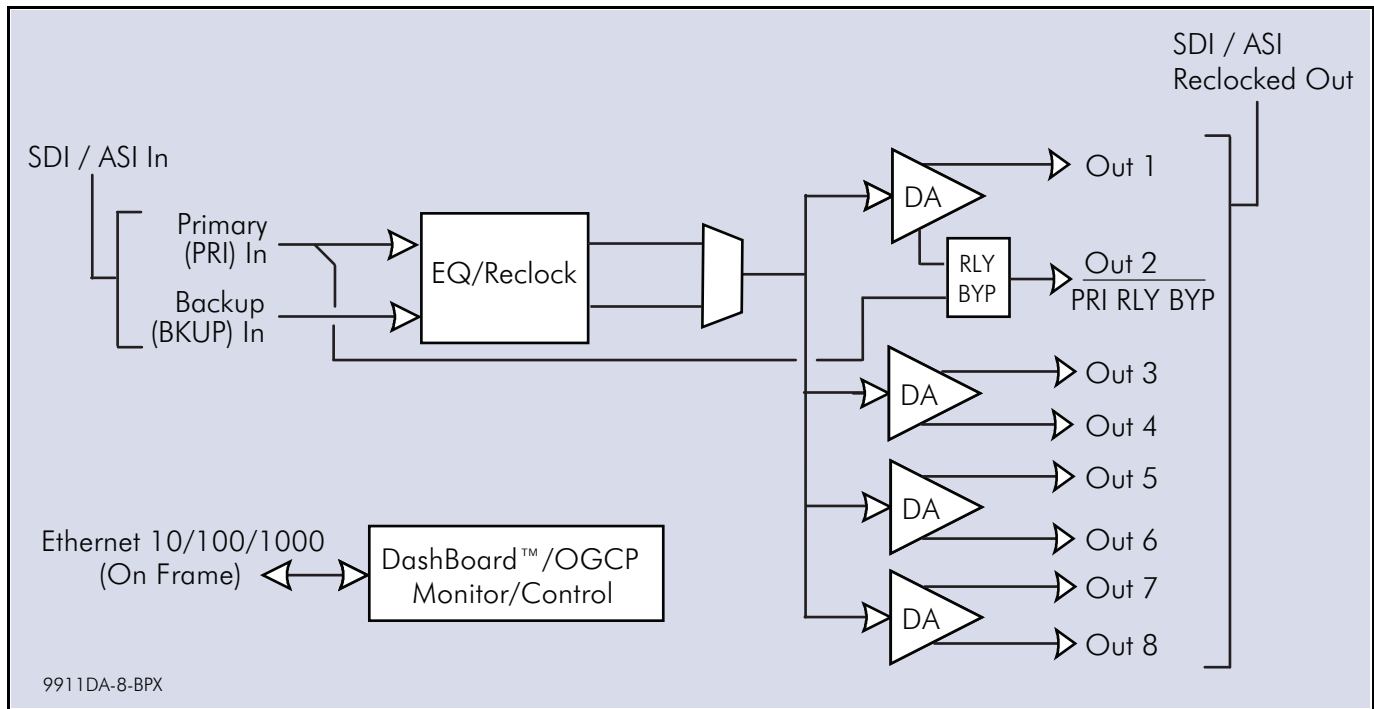 SDI / ASI
Reclocked Out
SDI / ASI In
Primary
(PRI) In
Backup
(BKUP) In
EQ/Reclock
DA
Out 1
RLY
BYP
Out 2
PRI RLY BYP
DA
Out 3
Out 4
DA
Out 5
Out 6
DA
Out 7
Out 8
Ethernet 10/100/1000
(On Frame)
DashBoard™/OGCP
Monitor/Control
9911DA-8-BPX